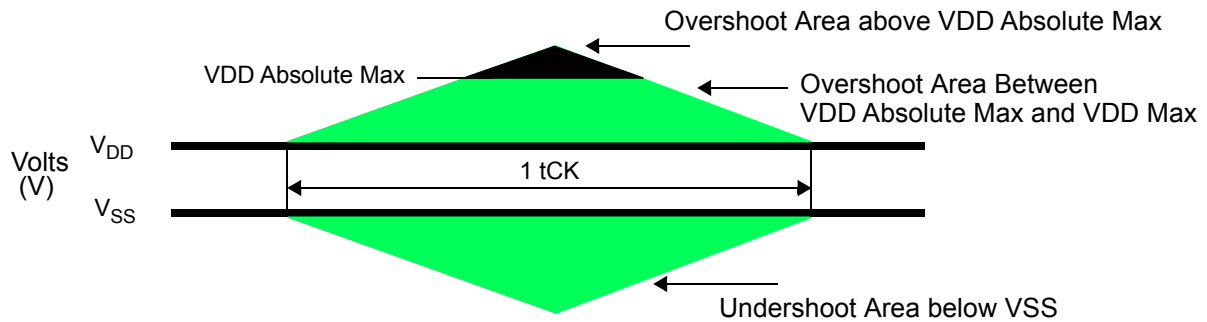 Overshoot Area above VDD Absolute Max
VDD Absolute Max
Overshoot Area Between
VDD Absolute Max and VDD Max
Volts
(V)
VDD
1 tCK
VSS
Undershoot Area below VSS